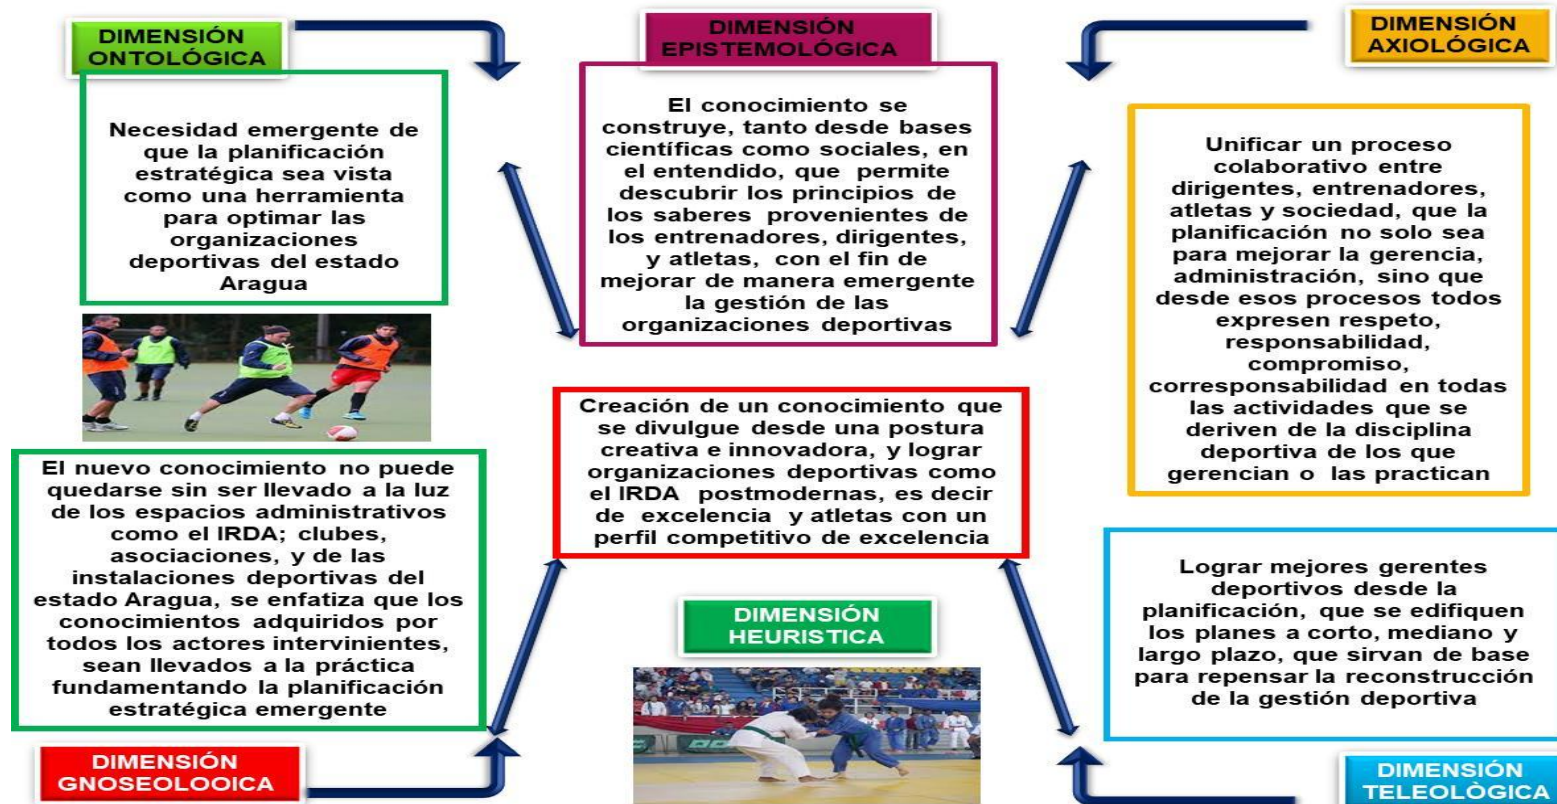 DIMENSIÓN
ONTOLÓGICA
Necesidad emergente de
que la planificación
estratégica sea vista
como una herramienta
para optimar las
organizaciones
deportivas del estado
Aragua
DIMENSIÓN
EPISTEMOLÓGICA
El conocimiento se
construye, tanto desde bases
científicas como sociales, en
el entendido, que permite
descubrir los principios de
los saberes provenientes de
los entrenadores, dirigentes,
y atletas, con el fin de
mejorar de manera emergente
la gestión de las
organizaciones deportivas
DIMENSIÓN
AXIOLÓGICA
Unificar un proceso
colaborativo entre
dirigentes, entrenadores,
atletas y sociedad, que la
planificación no solo sea
para mejorar la gerencia,
administración, sino que
desde esos procesos todos
expresen respeto,
responsabilidad,
compromiso,
corresponsabilidad en todas
las actividades que se
deriven de la disciplina
deportiva de los que
gerencian o las practican
El nuevo conocimiento no puede
quedarse sin ser llevado a la luz
de los espacios administrativos
como el IRDA; clubes,
asociaciones, y de las
instalaciones deportivas del
estado Aragua, se enfatiza que los
conocimientos adquiridos por
todos los actores intervinientes,
sean llevados a la práctica
fundamentando la planificación
estratégica emergente
DIMENSIÓN
GNOSEOLOOICA
Creación de un conocimiento que
se divulgue desde una postura
creativa e innovadora, y lograr
organizaciones deportivas como
el IRDA postmodernas, es decir
de excelencia y atletas con un
perfil competitivo de excelencia
DIMENSIÓN
HEURISTICA
Lograr mejores gerentes
deportivos desde la
planificación, que se edifiquen
los planes a corto, mediano y
largo plazo, que sirvan de base
para repensar la reconstrucción
de la gestión deportiva
DIMENSIÓN
TELEOLÒGICA